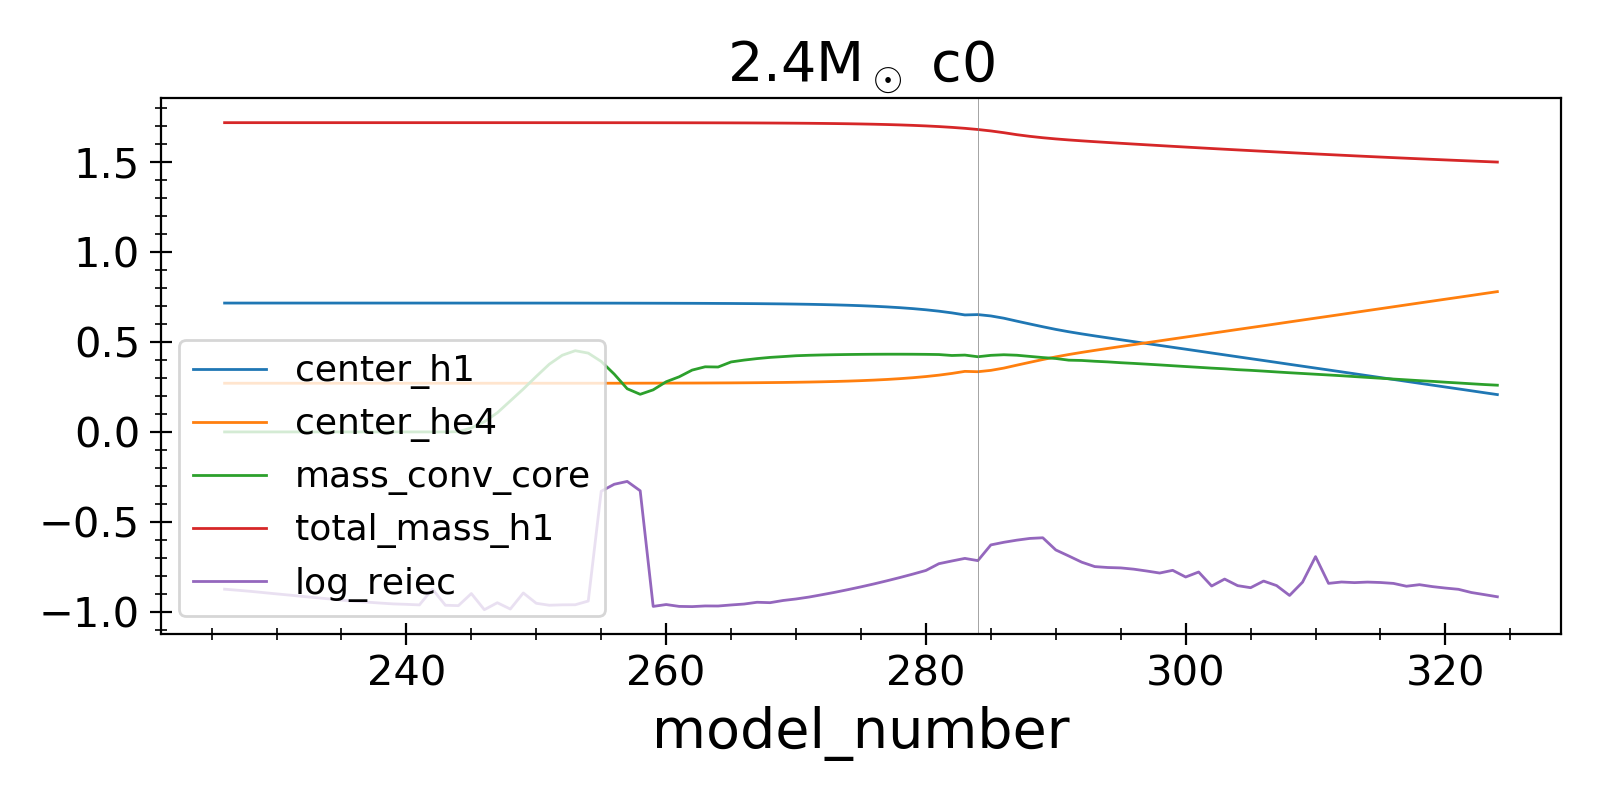 2.4M⊙ c0
1.5
1.0
0.5
0.0
−0.5
−1.0
center_h1
center_he4
mass_conv_core
total_mass_h1
log_reiec
240 260 280 300 320
model_number